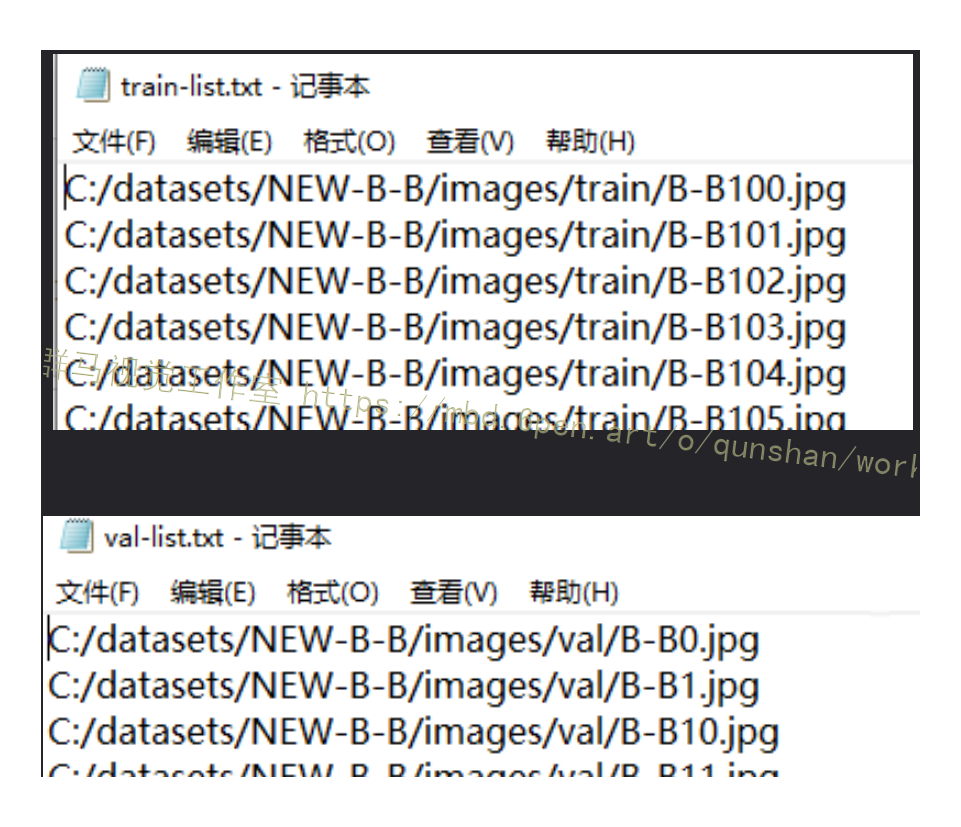 train-list.txt - 记事本
文件(F) 编辑(E) 格式(O) 查看(V) 帮助(H)
C:/datasets/NEW-B-B/images/train/B-B100.jpg
C:/datasets/NEW-B-B/images/train/B-B101.jpg
C:/datasets/NEW-B-B/images/train/B-B102.jpg
C:/datasets/NEW-B-B/images/train/B-B103.jpg
C:/datasets/NEW-B-B/images/train/B-B104.jpg
C:/datasets/NEW-B-B/images/train/B-B105.jpg
群马视觉工作室 https://mbd.0pen.art/o/qunshan/work
val-list.txt - 记事本
文件(F) 编辑(E) 格式(O) 查看(V) 帮助(H)
C:/datasets/NEW-B-B/images/val/B-B0.jpg
C:/datasets/NEW-B-B/images/val/B-B1.jpg
C:/datasets/NEW-B-B/images/val/B-B10.jpg
C:/datasets/NEW-B-B/images/val/B-B11.jpg